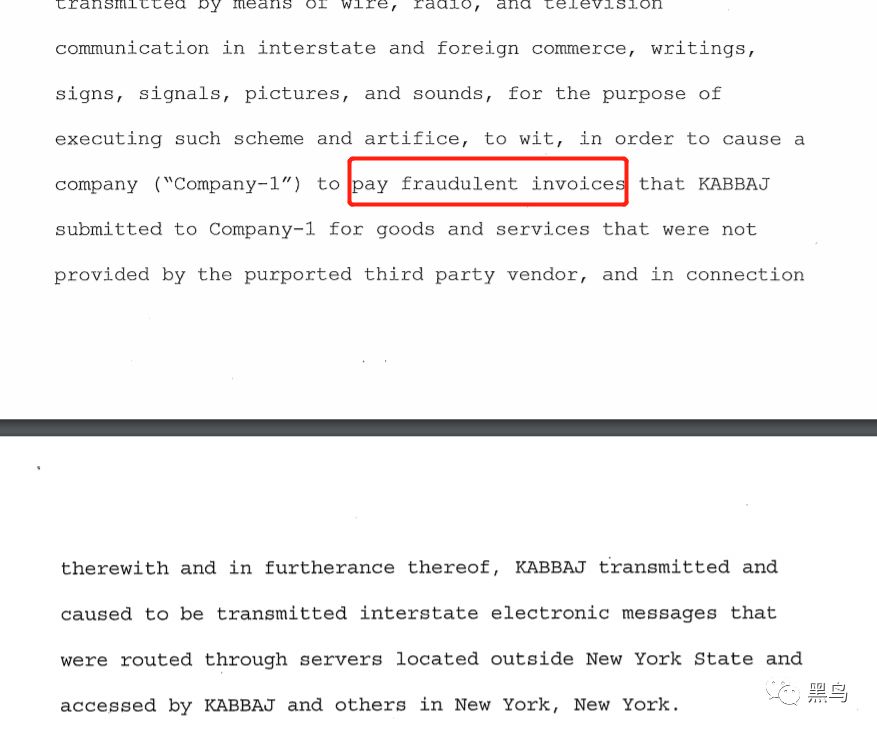 transmitted by means of wire, radio, and television
communication in interstate and foreign commerce, writings,
signs, signals, pictures, and sounds, for the purpose of
executing such scheme and artifice, to wit, in order to cause a
company (“Company-1”) to pay fraudulent invoices that KABBAJ
submitted to Company-1 for goods and services that were not
provided by the purported third party vendor, and in connection
therewith and in furtherance thereof, KABBAJ transmitted and
caused to be transmitted interstate electronic messages that
were routed through servers located outside New York State and
accessed by KABBAJ and others in New York, New York.
黑鸟